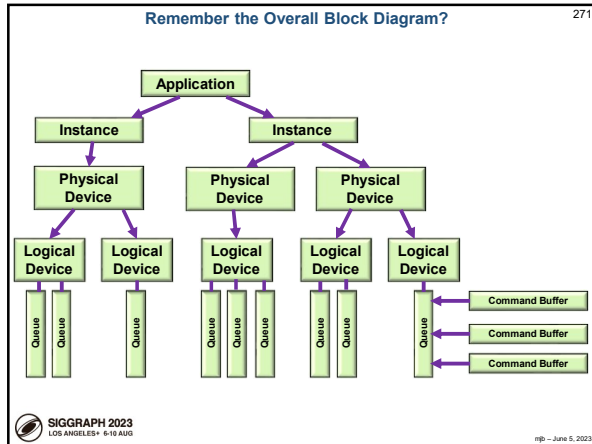 Remember the Overall Block Diagram?
271
Application
Instance
Instance
Physical
Device
Physical
Device
Physical
Device
Logical
Device
Logical
Device
Logical
Device
Logical
Device
Logical
Device
Queue
Queue
Queue
Queue
Queue
Queue
Queue
Queue
Queue
Command Buffer
Command Buffer
Command Buffer
SIGGRAPH 2023
LOS ANGELES+ 6-10 AUG
mjb – June 5, 2023